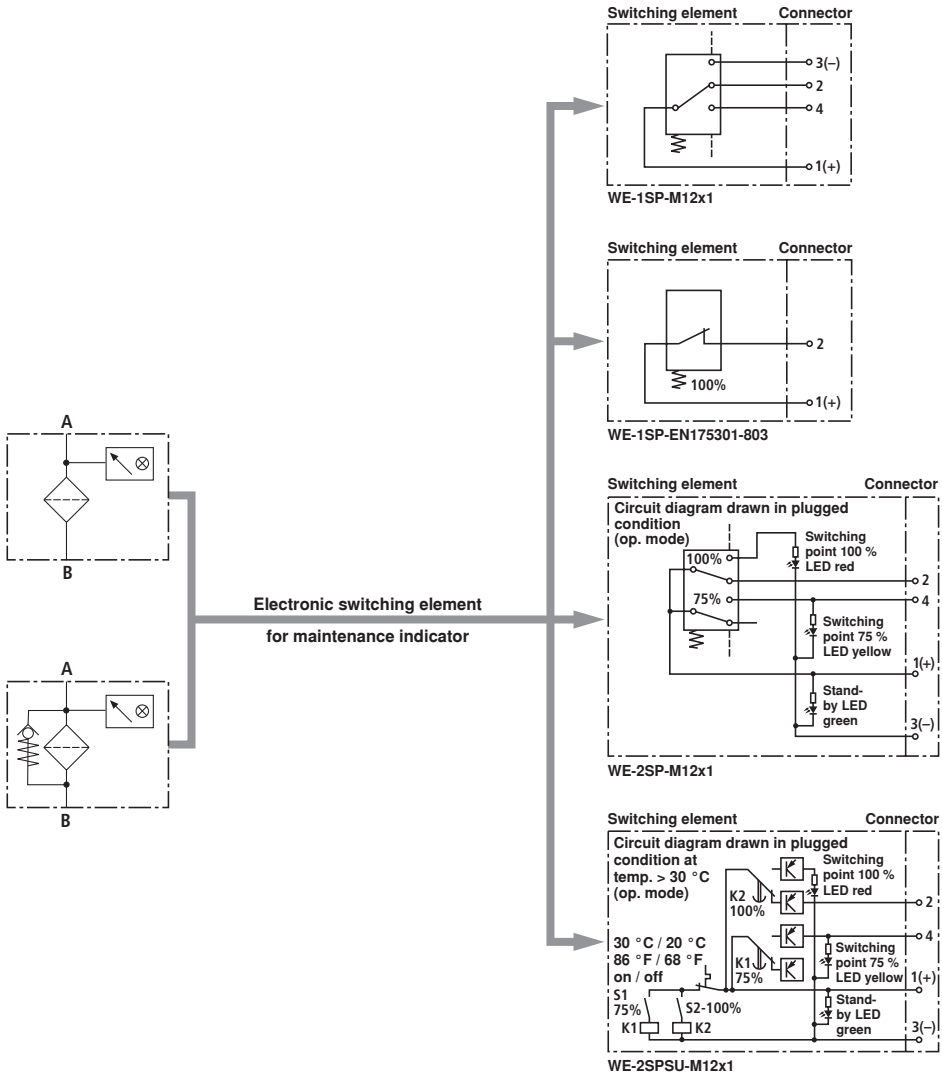 Switching element Connector
3(–)
2
4
1(+)
WE-1SP-M12x1
Switching element Connector
2
100%
1(+)
WE-1SP-EN175301-803
A
B
A
B
Electronic switching element
for maintenance indicator
Switching element Connector
Circuit diagram drawn in plugged
condition
(op. mode)
Switching
point 100 %
LED red
100%
2
75%
4
Switching
point 75 %
LED yellow
1(+)
Stand-
by LED
green
3(–)
WE-2SP-M12x1
Switching element Connector
Circuit diagram drawn in plugged
condition at
temp. > 30 °C
(op. mode)
Switching
point 100 %
LED red
K2
100%
2
4
30 °C / 20 °C
86 °F / 68 °F
on / off
K1
75%
Switching
point 75 %
LED yellow
1(+)
S1
75%
S2-100%
K1
K2
Stand-
by LED
green
3(–)
WE-2SPSU-M12x1